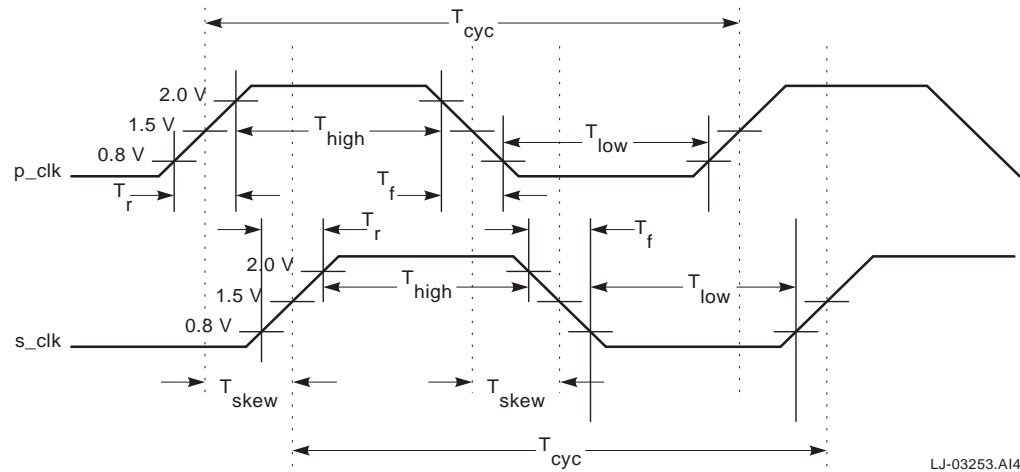 T cyc
2.0 V
1.5 V
T high
T low
0.8 V
p_clk
T r
T f
T r
T f
2.0 V
T high
T low
1.5 V
0.8 V
s_clk
T skew
T skew
T cyc
LJ-03253.AI4